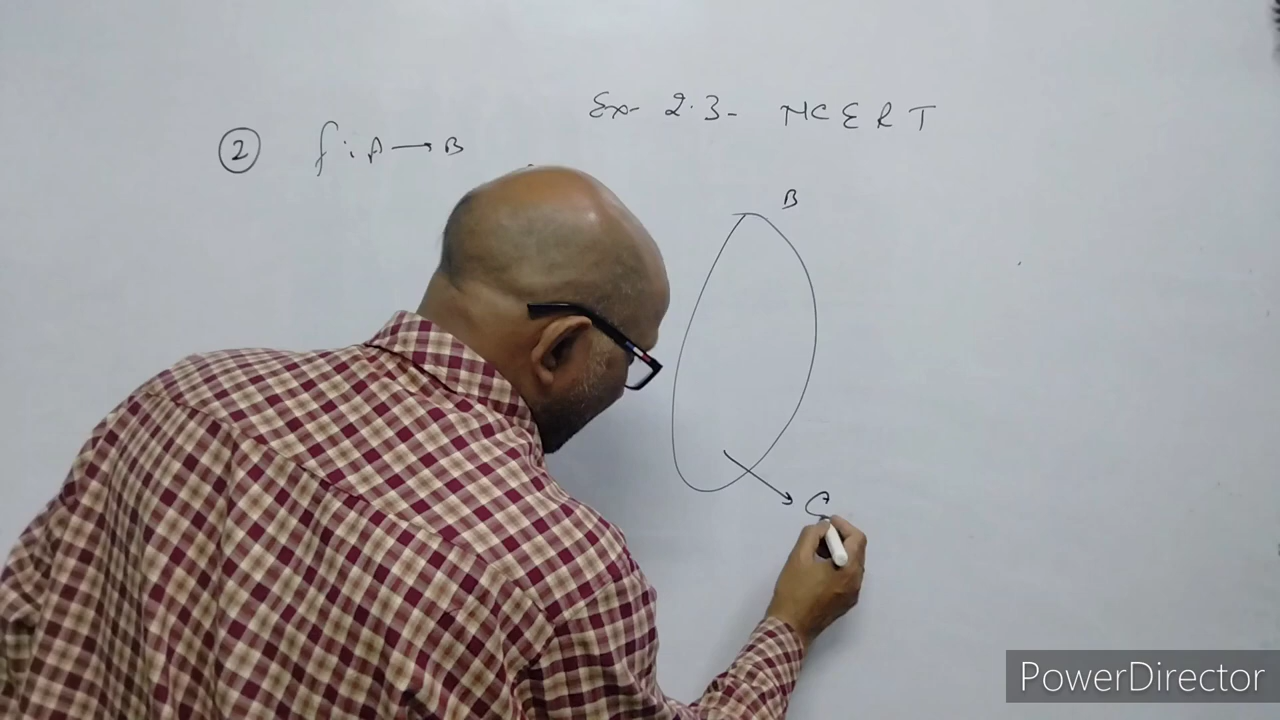 Ex- 2.3- NCERT
② f : A → B
B
C
PowerDirector